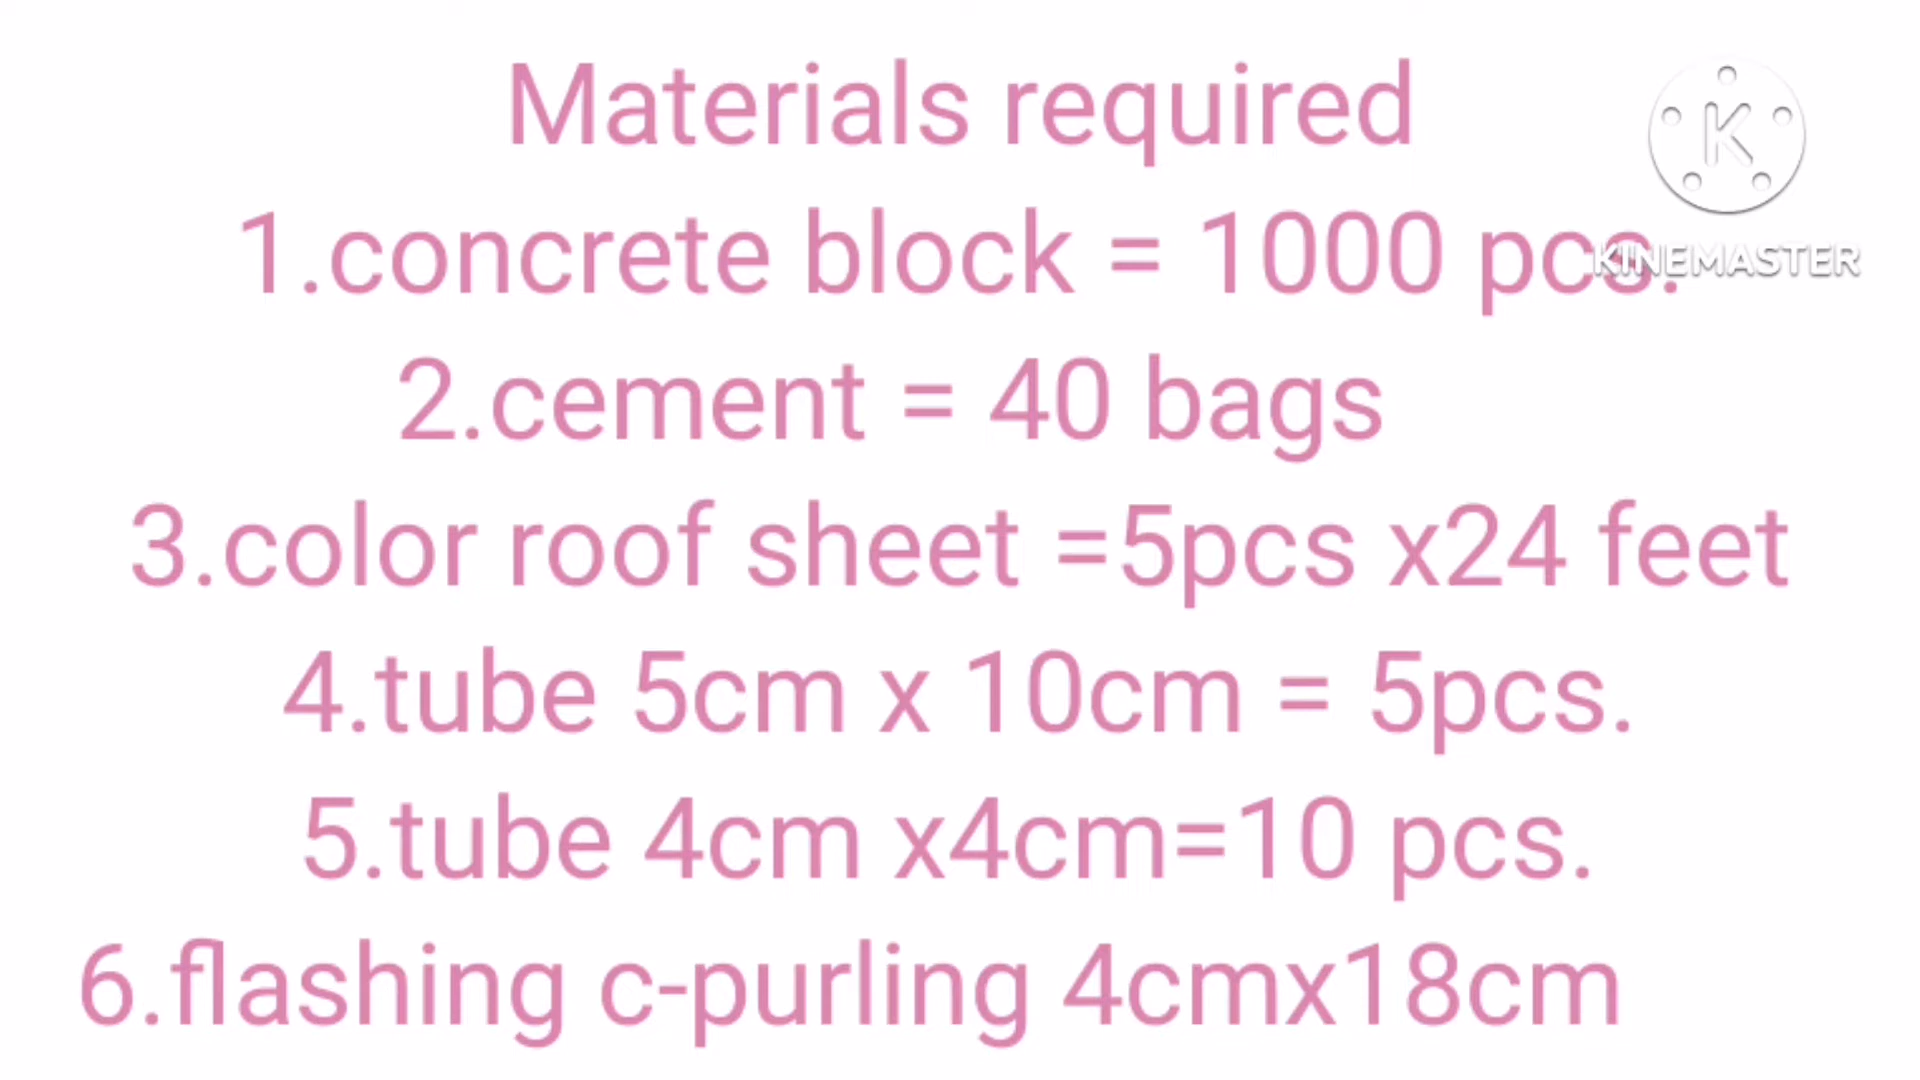 Materials required
1.concrete block = 1000 pcs.
KINEMASTER
2.cement = 40 bags
3.color roof sheet =5pcs x24 feet
4.tube 5cm x 10cm = 5pcs.
5.tube 4cm x4cm=10 pcs.
6.flashing c-purling 4cmx18cm